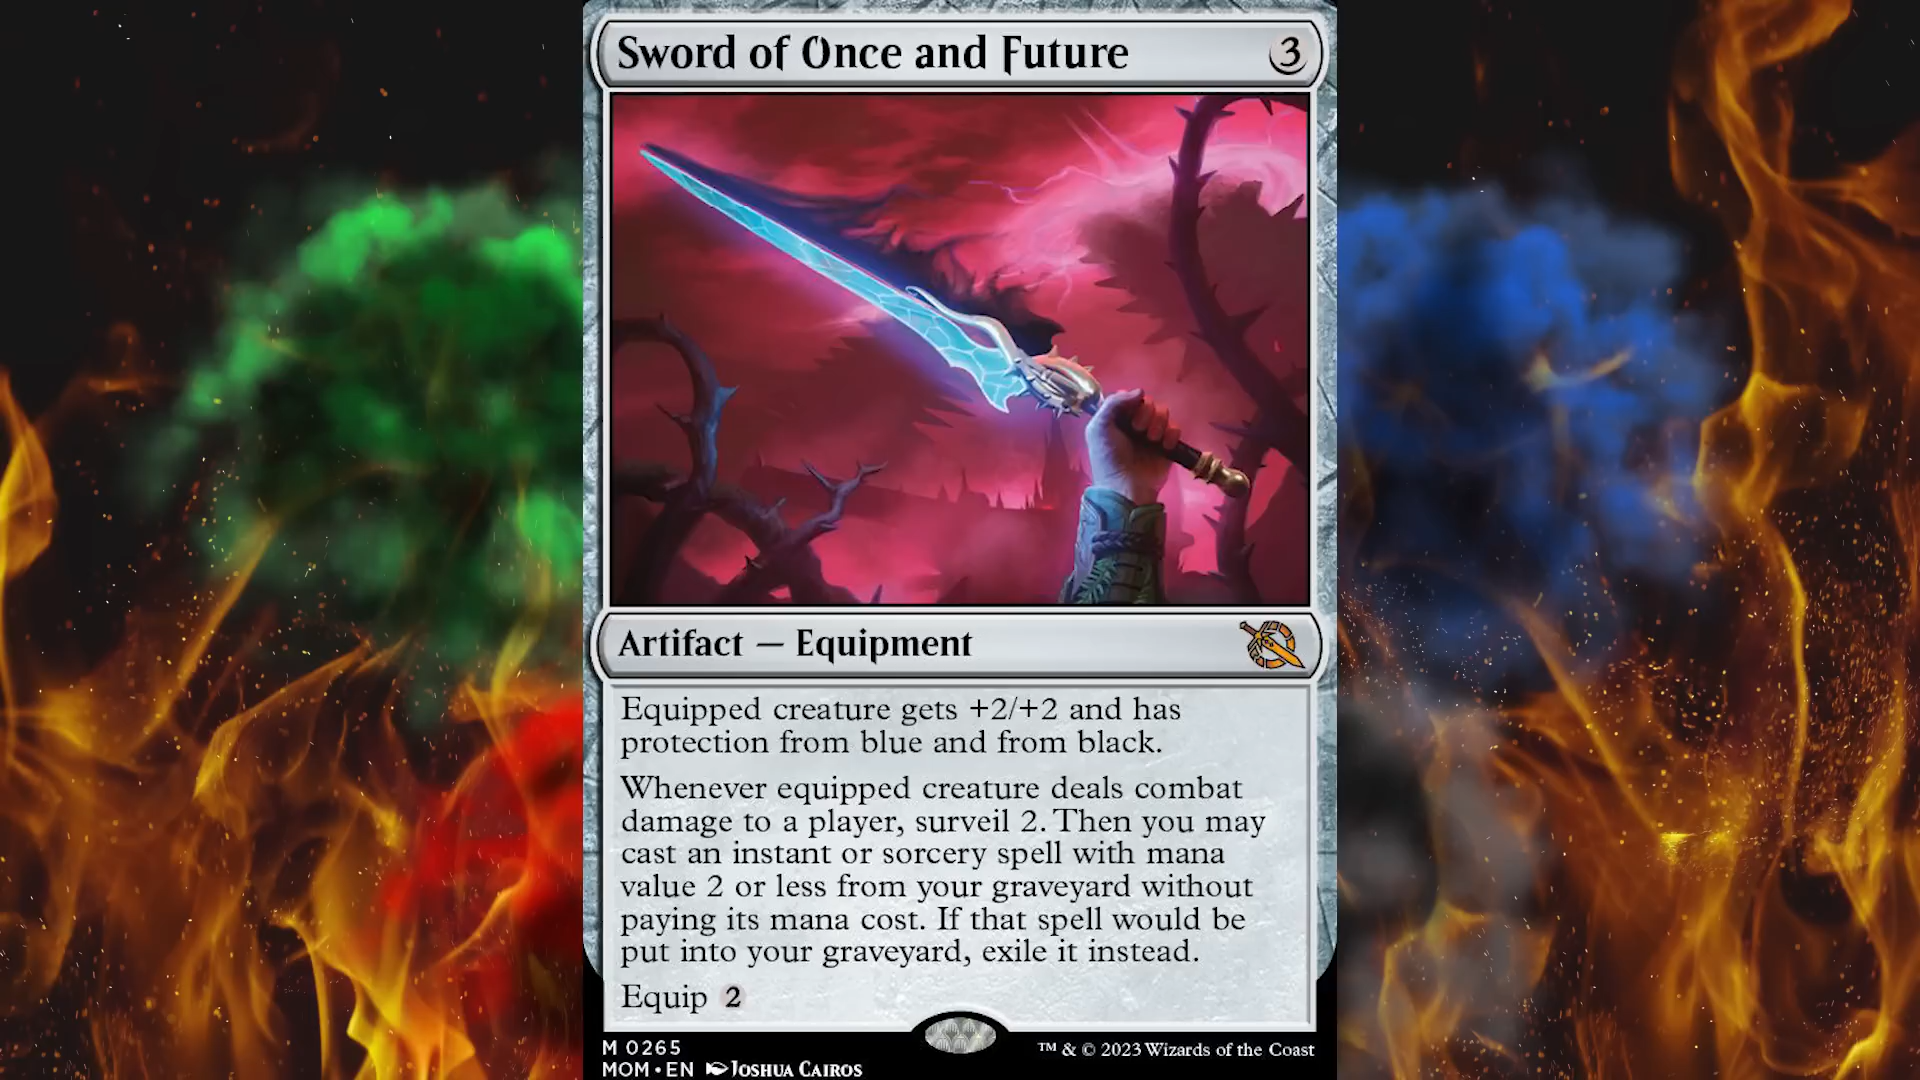 Sword of Once and Future 3
Artifact — Equipment
Equipped creature gets +2/+2 and has
protection from blue and from black.
Whenever equipped creature deals combat
damage to a player, surveil 2. Then you may
cast an instant or sorcery spell with mana
value 2 or less from your graveyard without
paying its mana cost. If that spell would be
put into your graveyard, exile it instead.
Equip 2
M 0265
MOM • EN Joshua Cairos
™ & © 2023 Wizards of the Coast